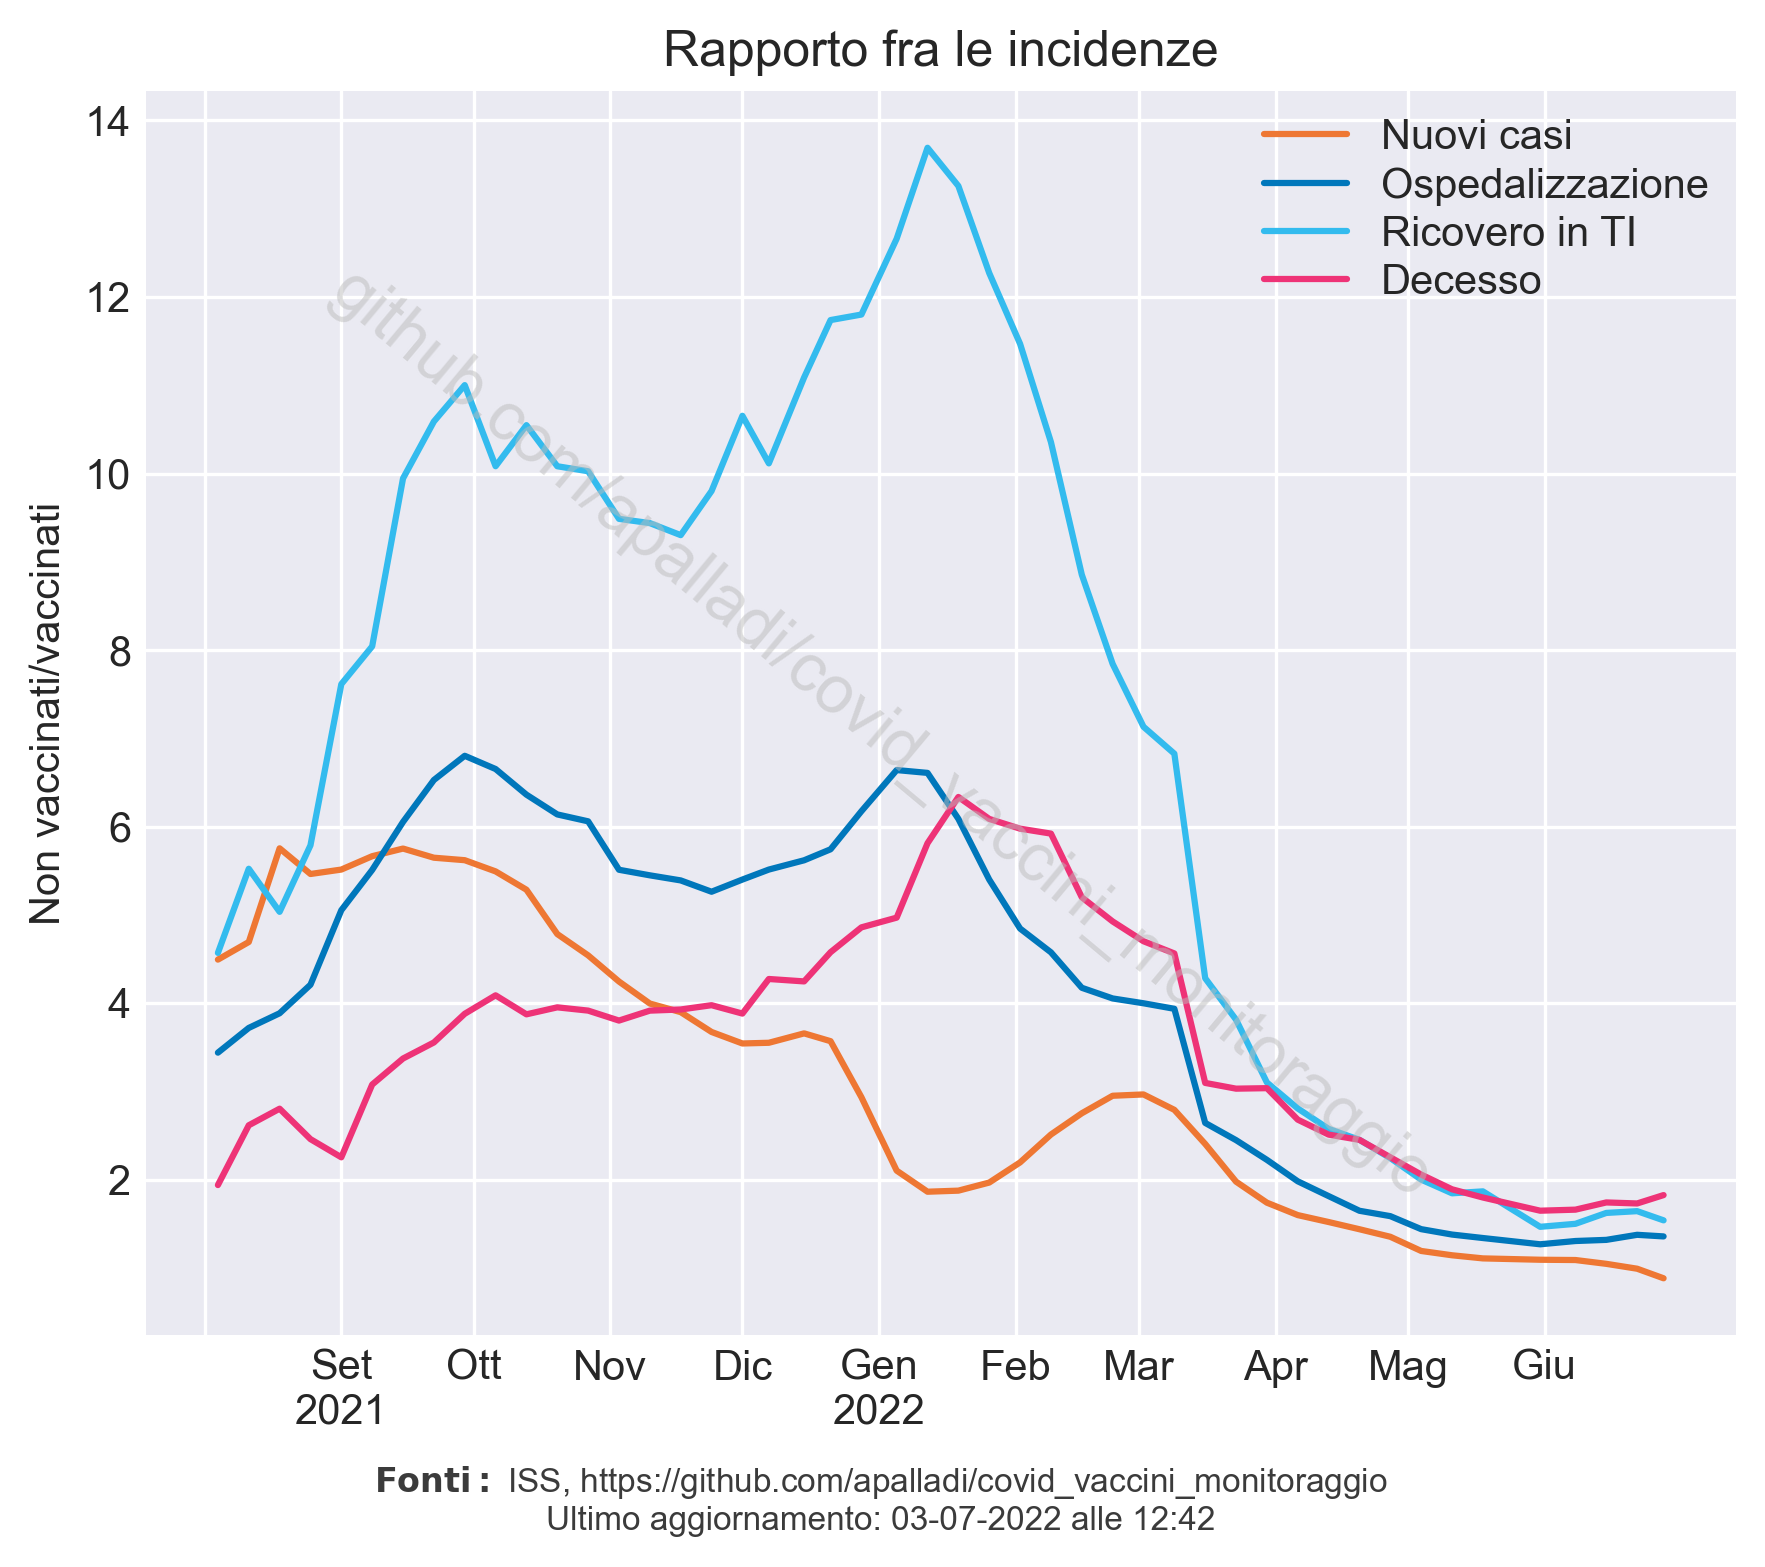 Rapporto fra le incidenze
14
12
10
8
6
4
2
Non vaccinati/vaccinati
Nuovi casi
Ospedalizzazione
Ricovero in TI
Decesso
github.com/apalladi/covid_vaccini_monitoraggio
Set Ott Nov Dic Gen Feb Mar Apr Mag Giu
2021 2022
Fonti: ISS, https://github.com/apalladi/covid_vaccini_monitoraggio
Ultimo aggiornamento: 03-07-2022 alle 12:42